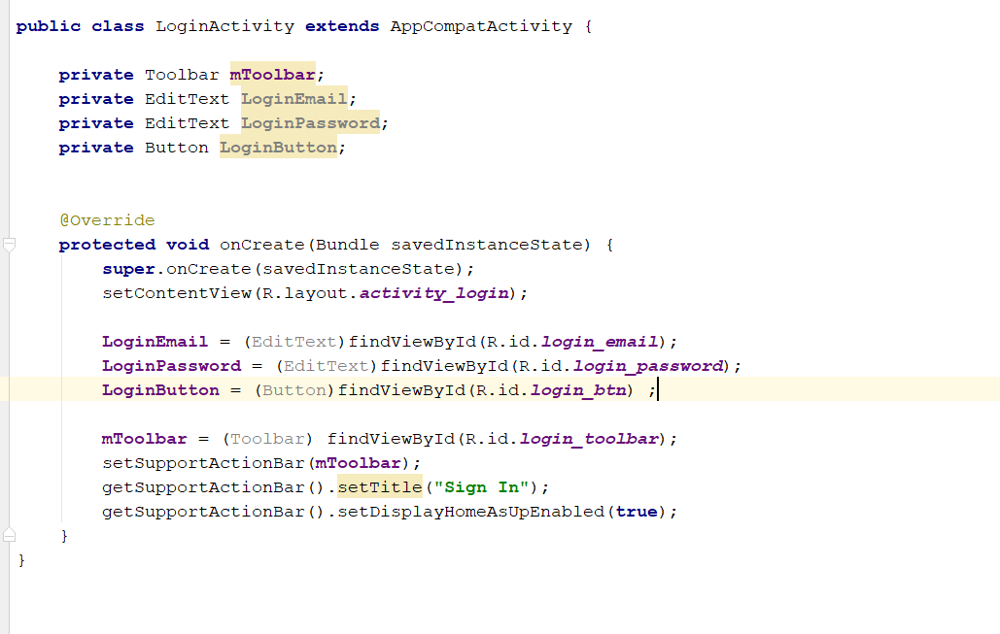 public class LoginActivity extends AppCompatActivity {
private Toolbar mToolbar;
private EditText LoginEmail;
private EditText LoginPassword;
private Button LoginButton;
@Override
protected void onCreate(Bundle savedInstanceState) {
super.onCreate(savedInstanceState);
setContentView(R.layout.activity_login);
LoginEmail = (EditText)findViewById(R.id.login_email);
LoginPassword = (EditText)findViewById(R.id.login_password);
LoginButton = (Button)findViewById(R.id.login_btn) ;
mToolbar = (Toolbar) findViewById(R.id.login_toolbar);
setSupportActionBar(mToolbar);
getSupportActionBar().setTitle("Sign In");
getSupportActionBar().setDisplayHomeAsUpEnabled(true);
}
}